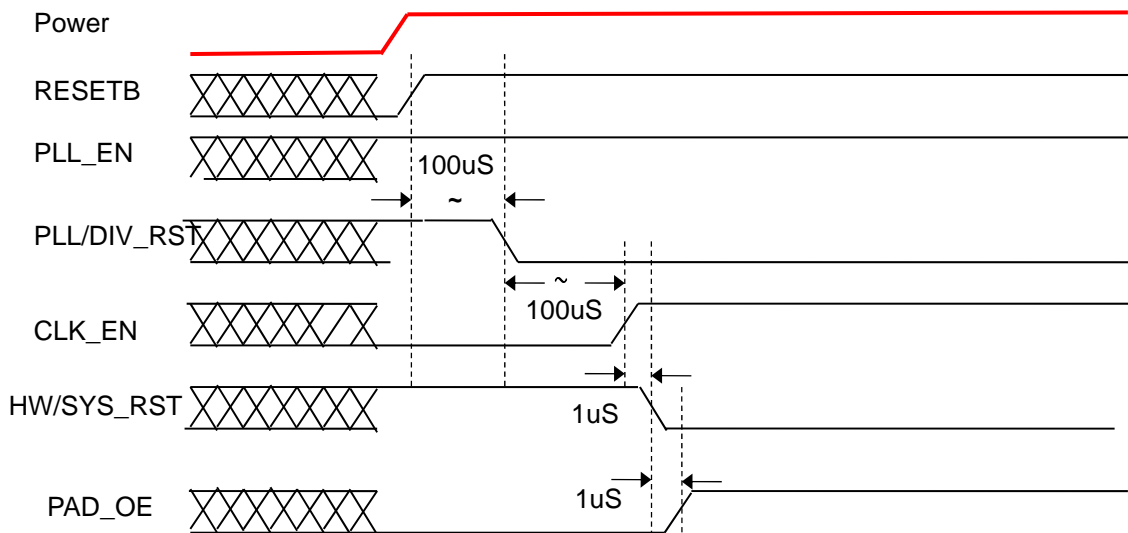 Power
RESETB
PLL_EN
100uS
~
PLL/DIV_RST
~
100uS
CLK_EN
HW/SYS_RST
1uS
1uS
PAD_OE